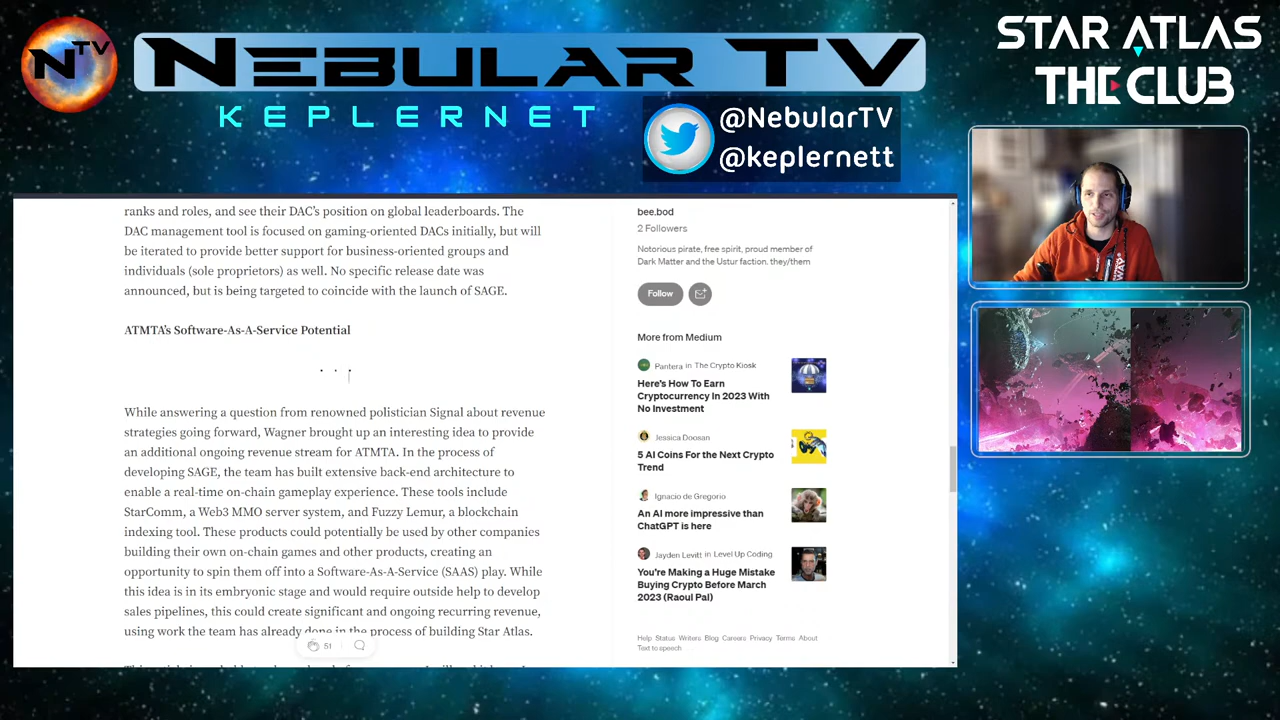 N TV
NEBULAR TV
KEPLERNET
@NebularTV
@keplernett
STAR ATLAS
THE CLUB
ranks and roles, and see their DAC's position on global leaderboards. The
DAC management tool is focused on gaming-oriented DACs initially, but will
be iterated to provide better support for business-oriented groups and
individuals (sole proprietors) as well. No specific release date was
announced, but is being targeted to coincide with the launch of SAGE.
ATMTA's Software-As-A-Service Potential
. . .
While answering a question from renowned polistician Signal about revenue
strategies going forward, Wagner brought up an interesting idea to provide
an additional ongoing revenue stream for ATMTA. In the process of
developing SAGE, the team has built extensive back-end architecture to
enable a real-time on-chain gameplay experience. These tools include
StarComm, a Web3 MMO server system, and Fuzzy Lemur, a blockchain
indexing tool. These products could potentially be used by other companies
building their own on-chain games and other products, creating an
opportunity to spin them off into a Software-As-A-Service (SAAS) play. While
this idea is in its embryonic stage and would require outside help to develop
sales pipelines, this could create significant and ongoing recurring revenue,
using work the team has already done in the process of building Star Atlas.
51
bee.bod
2 Followers
Notorious pirate, free spirit, proud member of
Dark Matter and the Ustur faction. they/them
Follow
More from Medium
Pantera in The Crypto Kiosk
Here's How To Earn
Cryptocurrency In 2023 With
No Investment
Jessica Doosan
5 AI Coins For the Next Crypto
Trend
Ignacio de Gregorio
An AI more impressive than
ChatGPT is here
Jayden Levitt in Level Up Coding
You're Making a Huge Mistake
Buying Crypto Before March
2023 (Raoul Pal)
Help Status Writers Blog Careers Privacy Terms About
Text to speech